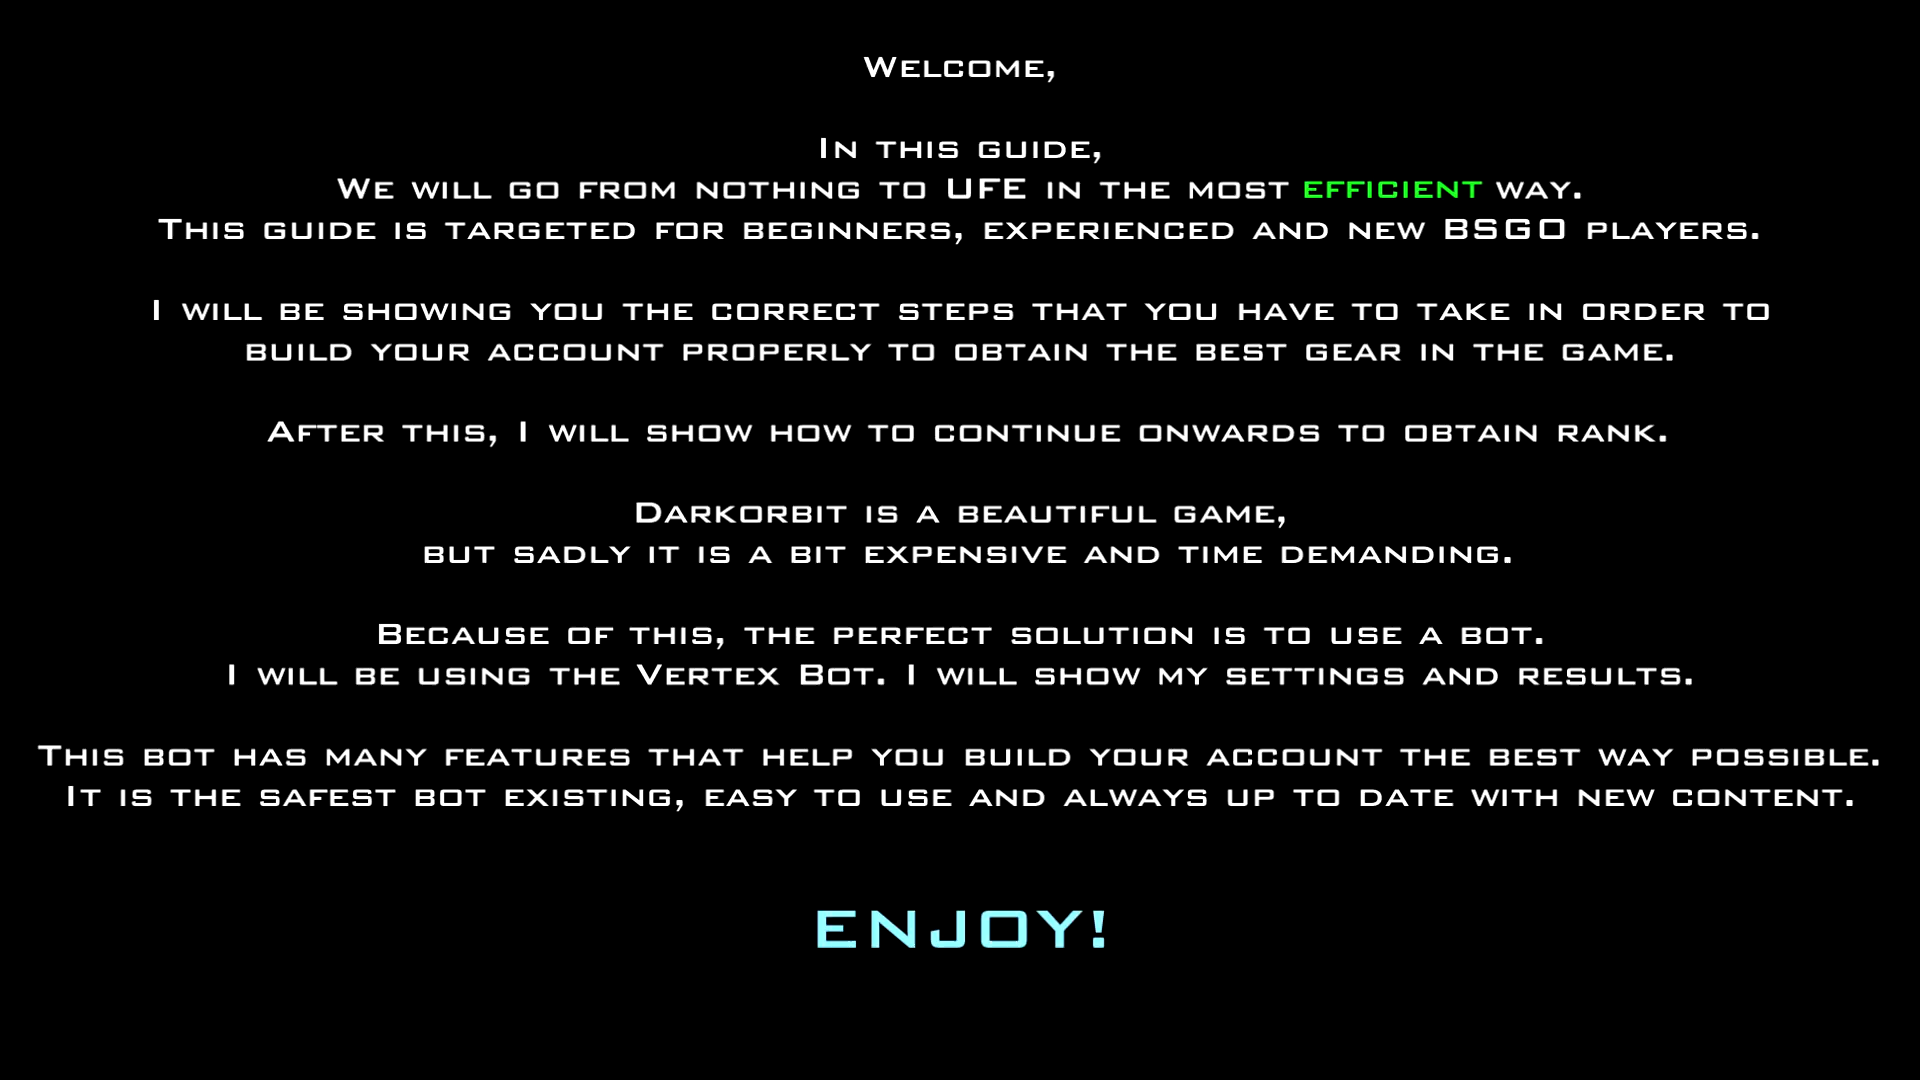 Welcome,
In this guide,
We will go from nothing to UFE in the most efficient way.
This guide is targeted for beginners, experienced and new BSGO players.
I will be showing you the correct steps that you have to take in order to
build your account properly to obtain the best gear in the game.
After this, I will show how to continue onwards to obtain rank.
Darkorbit is a beautiful game,
but sadly it is a bit expensive and time demanding.
Because of this, the perfect solution is to use a bot.
I will be using the Vertex Bot. I will show my settings and results.
This bot has many features that help you build your account the best way possible.
It is the safest bot existing, easy to use and always up to date with new content.
ENJOY!